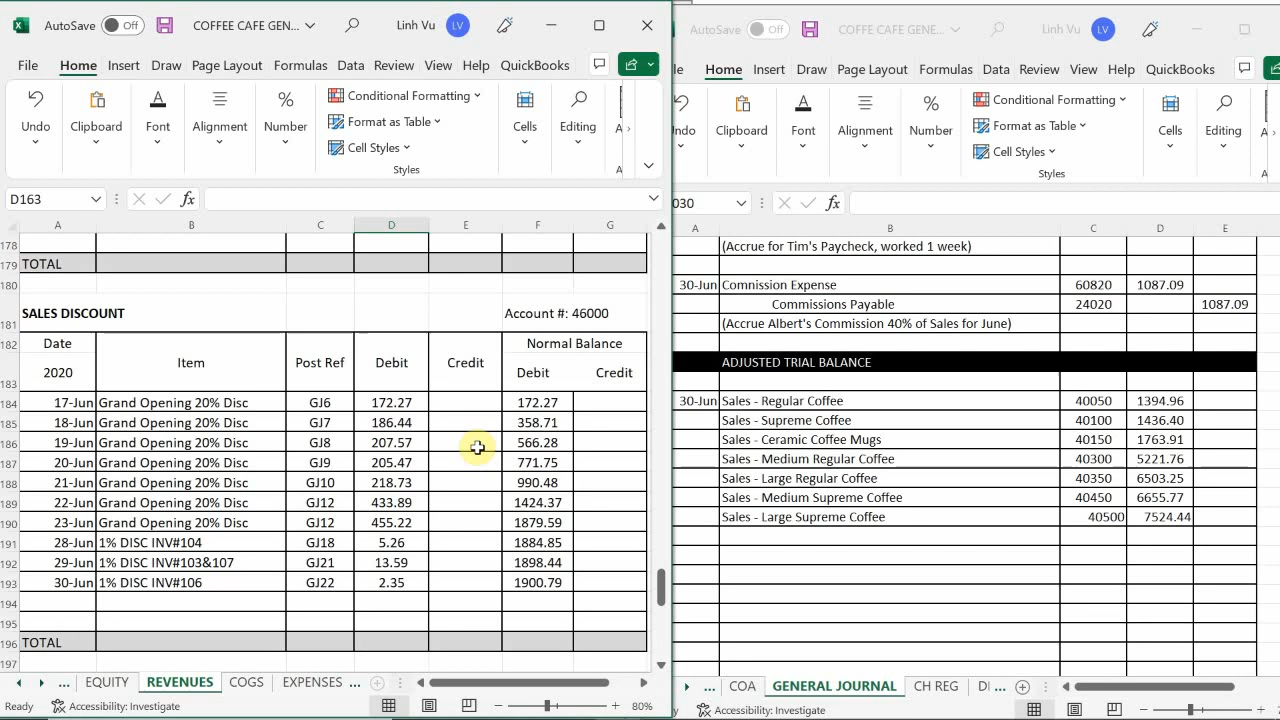 AutoSave Off COFFEE CAFE GEN... Linh Vu LV
File Home Insert Draw Page Layout Formulas Data Review View Help QuickBooks
Undo Clipboard Font Alignment Number Conditional Formatting Format as Table Cell Styles Styles Cells Editing
D163 fx
A B C D E F G
178
179 TOTAL
180
181 SALES DISCOUNT Account #: 46000
182 Date Item Post Ref Debit Credit Normal Balance
183 2020 Debit Credit
184 17-Jun Grand Opening 20% Disc GJ6 172.27 172.27
185 18-Jun Grand Opening 20% Disc GJ7 186.44 358.71
186 19-Jun Grand Opening 20% Disc GJ8 207.57 566.28
187 20-Jun Grand Opening 20% Disc GJ9 205.47 771.75
188 21-Jun Grand Opening 20% Disc GJ10 218.73 990.48
189 22-Jun Grand Opening 20% Disc GJ12 433.89 1424.37
190 23-Jun Grand Opening 20% Disc GJ12 455.22 1879.59
191 28-Jun 1% DISC INV#104 GJ18 5.26 1884.85
192 29-Jun 1% DISC INV#103&107 GJ21 13.59 1898.44
193 30-Jun 1% DISC INV#106 GJ22 2.35 1900.79
194
195
196 TOTAL
197
... EQUITY REVENUES COGS EXPENSES ...
Ready Accessibility: Investigate 80%
AutoSave Off COFFE CAFE GENE... Linh Vu LV
le Home Insert Draw Page Layout Formulas Data Review View Help QuickBooks
ndo Clipboard Font Alignment Number Conditional Formatting Format as Table Cell Styles Styles Cells Editing
030 fx
A B C D E
(Accrue for Tim's Paycheck, worked 1 week)
30-Jun Comnission Expense 60820 1087.09
Commissions Payable 24020 1087.09
(Accrue Albert's Commission 40% of Sales for June)
ADJUSTED TRIAL BALANCE
30-Jun Sales - Regular Coffee 40050 1394.96
Sales - Supreme Coffee 40100 1436.40
Sales - Ceramic Coffee Mugs 40150 1763.91
Sales - Medium Regular Coffee 40300 5221.76
Sales - Large Regular Coffee 40350 6503.25
Sales - Medium Supreme Coffee 40450 6655.77
Sales - Large Supreme Coffee 40500 7524.44
... COA GENERAL JOURNAL CH REG DI ...
Accessibility: Investigate